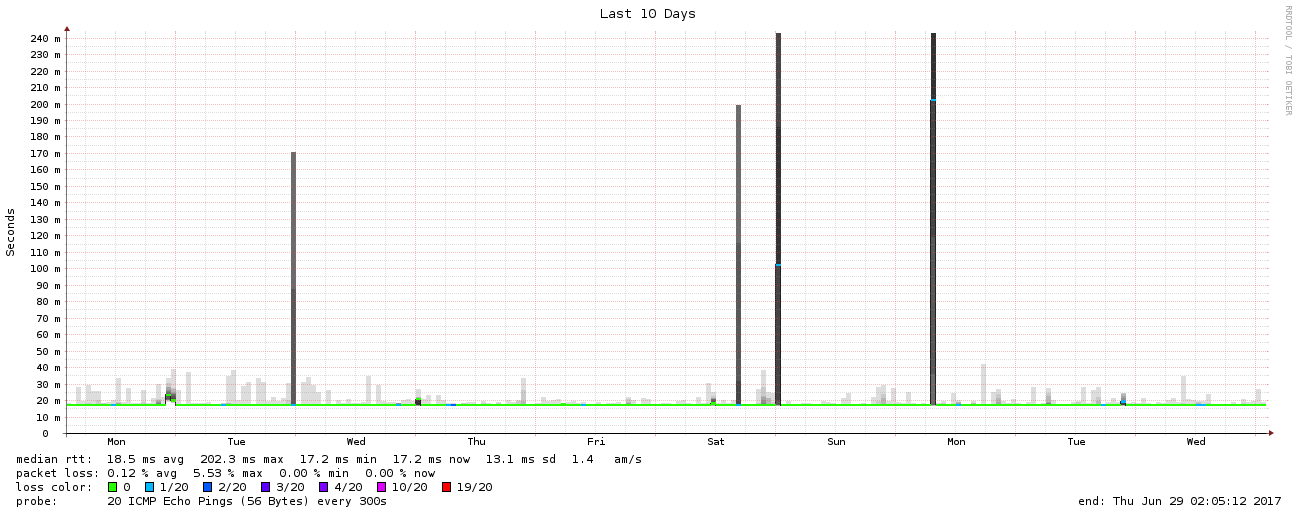 Last 10 Days
RRDTOOL / TOBI OETIKER
Seconds
240 m
230 m
220 m
210 m
200 m
190 m
180 m
170 m
160 m
150 m
140 m
130 m
120 m
110 m
100 m
90 m
80 m
70 m
60 m
50 m
40 m
30 m
20 m
10 m
0
Mon Tue Wed Thu Fri Sat Sun Mon Tue Wed
median rtt: 18.5 ms avg 202.3 ms max 17.2 ms min 17.2 ms now 13.1 ms sd 1.4 am/s
packet loss: 0.12 % avg 5.53 % max 0.00 % min 0.00 % now
loss color: 0 1/20 2/20 3/20 4/20 10/20 19/20
probe: 20 ICMP Echo Pings (56 Bytes) every 300s end: Thu Jun 29 02:05:12 2017